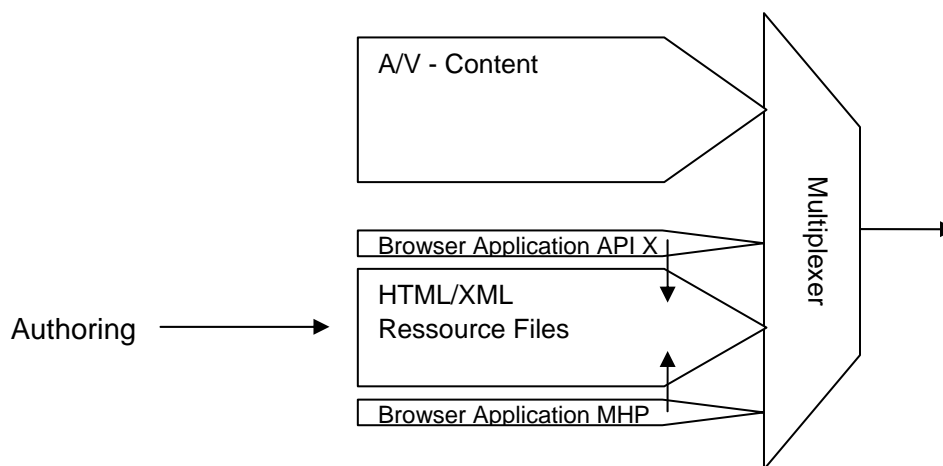 A/V - Content
Browser Application API X
HTML/XML
Ressource Files
Authoring
Browser Application MHP
Multiplexer